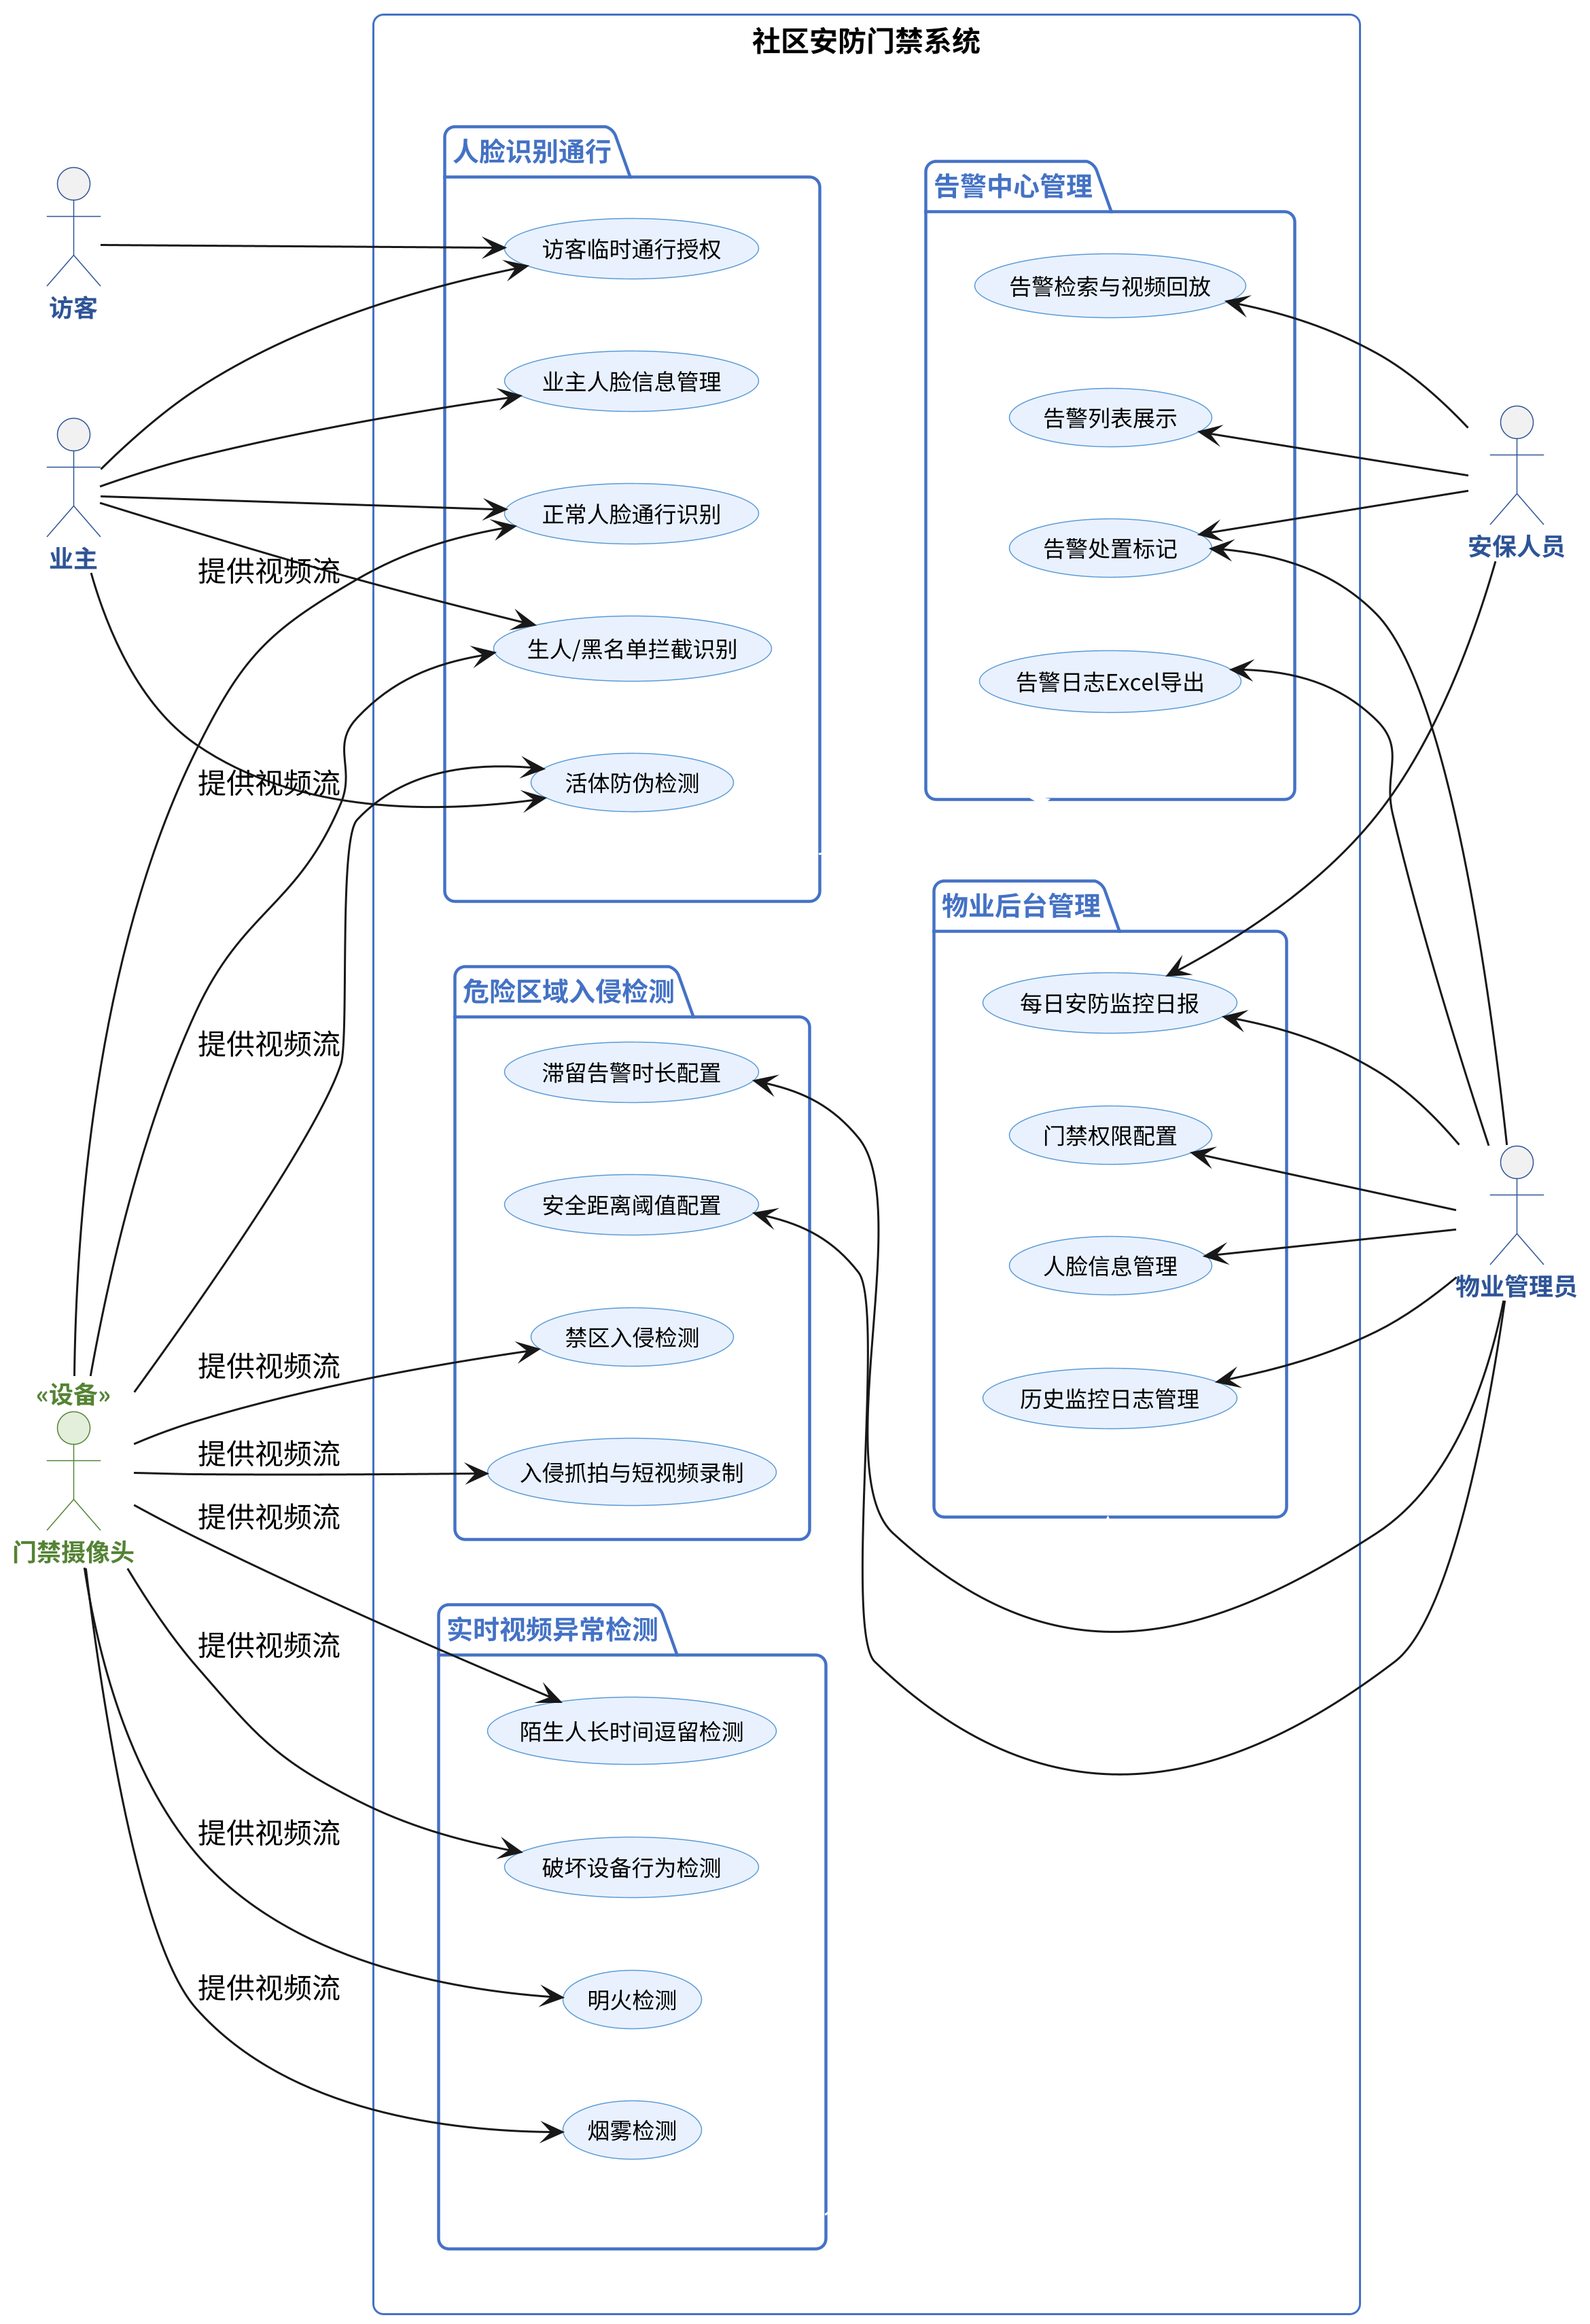 社区安防门禁系统
人脸识别通行
访客临时通行授权
业主人脸信息管理
正常人脸通行识别
生人/黑名单拦截识别
活体防伪检测
告警中心管理
告警检索与视频回放
告警列表展示
告警处置标记
告警日志Excel导出
访客
业主
提供视频流
提供视频流
提供视频流
提供视频流
提供视频流
提供视频流
提供视频流
提供视频流
提供视频流
«设备»
门禁摄像头
危险区域入侵检测
滞留告警时长配置
安全距离阈值配置
禁区入侵检测
入侵抓拍与短视频录制
物业后台管理
每日安防监控日报
门禁权限配置
人脸信息管理
历史监控日志管理
实时视频异常检测
陌生人长时间逗留检测
破坏设备行为检测
明火检测
烟雾检测
安保人员
物业管理员